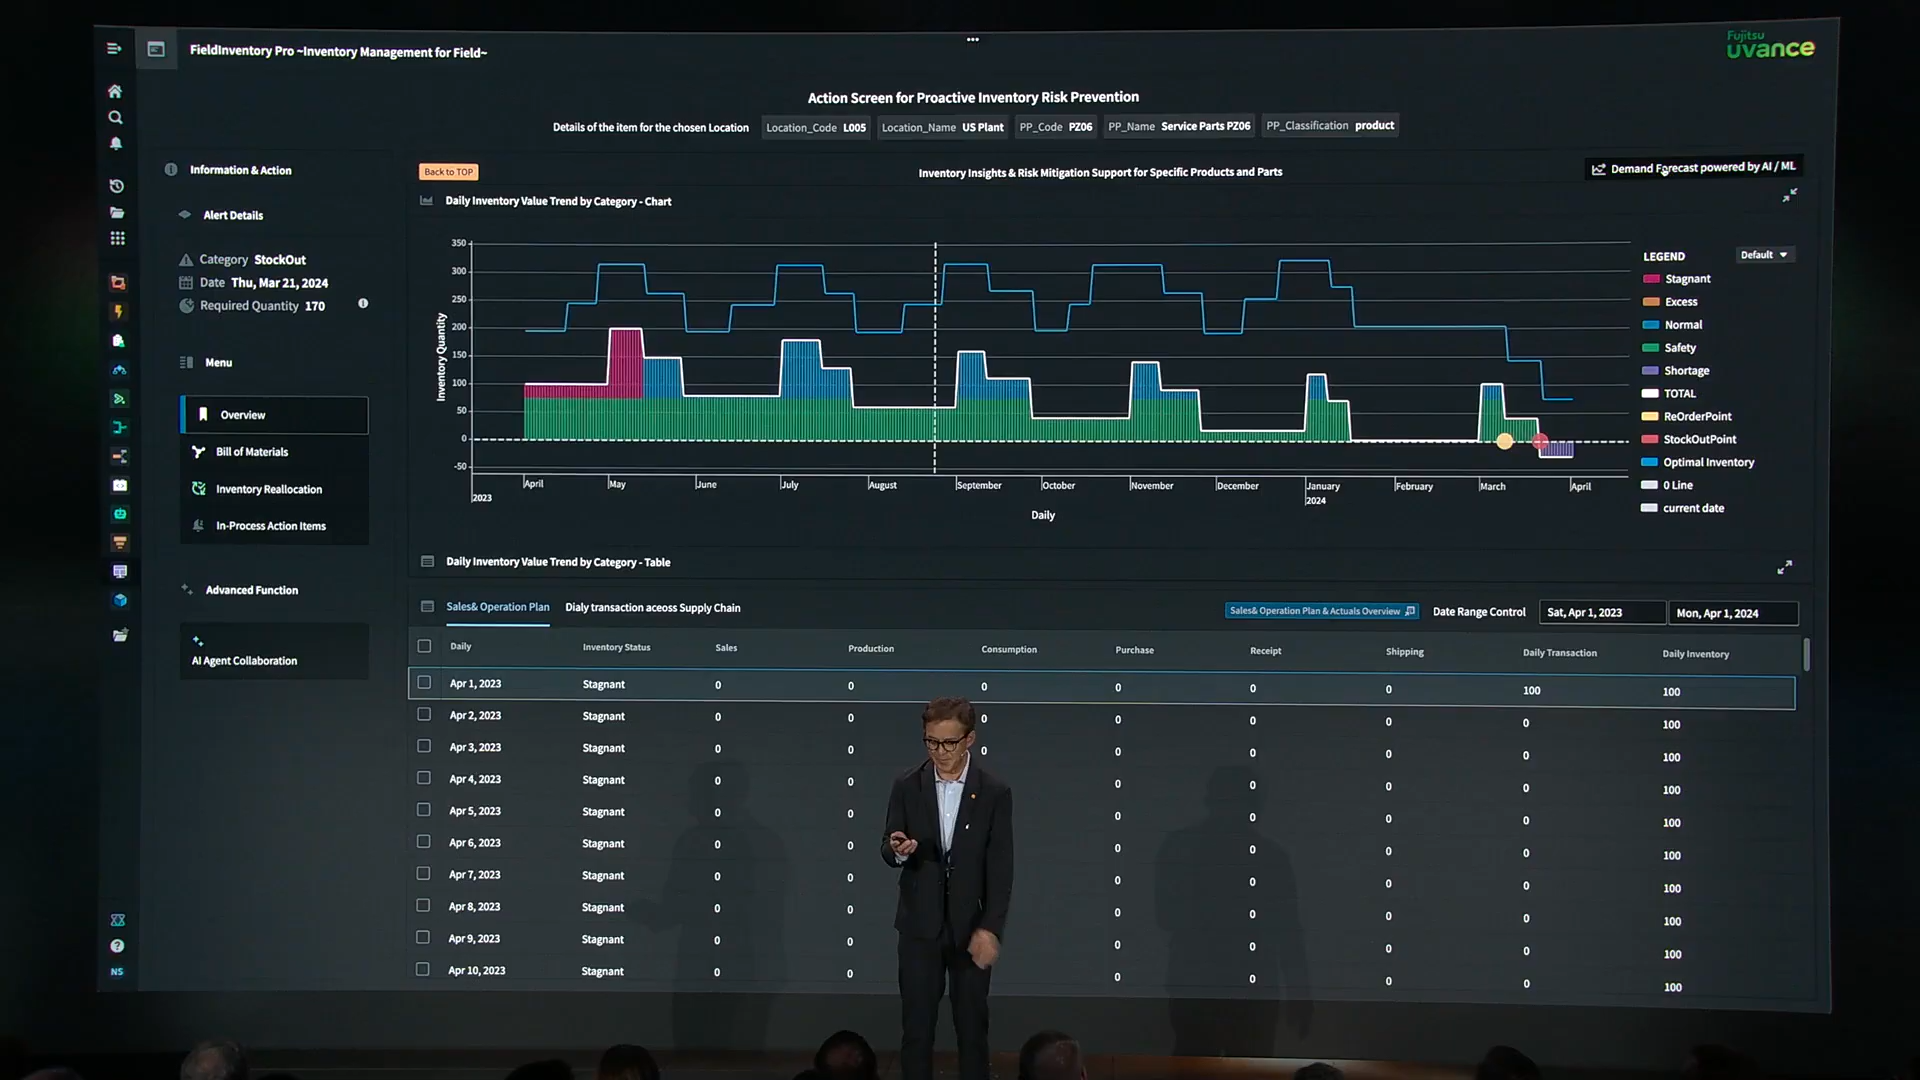 FieldInventory Pro ~Inventory Management for Field~
Fujitsu
uvance
Action Screen for Proactive Inventory Risk Prevention
Details of the item for the chosen Location Location_Code L005 Location_Name US Plant PP_Code PZ06 PP_Name Service Parts PZ06 PP_Classification product
Information & Action
Alert Details
Category StockOut
Date Thu, Mar 21, 2024
Required Quantity 170
Menu
Overview
Bill of Materials
Inventory Reallocation
In-Process Action Items
Advanced Function
AI Agent Collaboration
NS
Back to TOP
Inventory Insights & Risk Mitigation Support for Specific Products and Parts
Demand Forecast powered by AI / ML
Daily Inventory Value Trend by Category - Chart
Inventory Quantity
350
300
250
200
150
100
50
0
-50
April May June July August September October November December January February March April
2023 2024
Daily
LEGEND Default
Stagnant
Excess
Normal
Safety
Shortage
TOTAL
ReOrderPoint
StockOutPoint
Optimal Inventory
0 Line
current date
Daily Inventory Value Trend by Category - Table
Sales& Operation Plan Dialy transaction aceoss Supply Chain Sales& Operation Plan & Actuals Overview Date Range Control Sat, Apr 1, 2023 Mon, Apr 1, 2024
Daily Inventory Status Sales Production Consumption Purchase Receipt Shipping Daily Transaction Daily Inventory
Apr 1, 2023 Stagnant 0 0 0 0 0 0 100 100
Apr 2, 2023 Stagnant 0 0 0 0 0 0 0 100
Apr 3, 2023 Stagnant 0 0 0 0 0 0 0 100
Apr 4, 2023 Stagnant 0 0 0 0 0 0 100
Apr 5, 2023 Stagnant 0 0 0 0 0 0 100
Apr 6, 2023 Stagnant 0 0 0 0 0 0 100
Apr 7, 2023 Stagnant 0 0 0 0 0 0 100
Apr 8, 2023 Stagnant 0 0 0 0 0 0 100
Apr 9, 2023 Stagnant 0 0 0 0 0 0 100
Apr 10, 2023 Stagnant 0 0 0 0 0 0 100